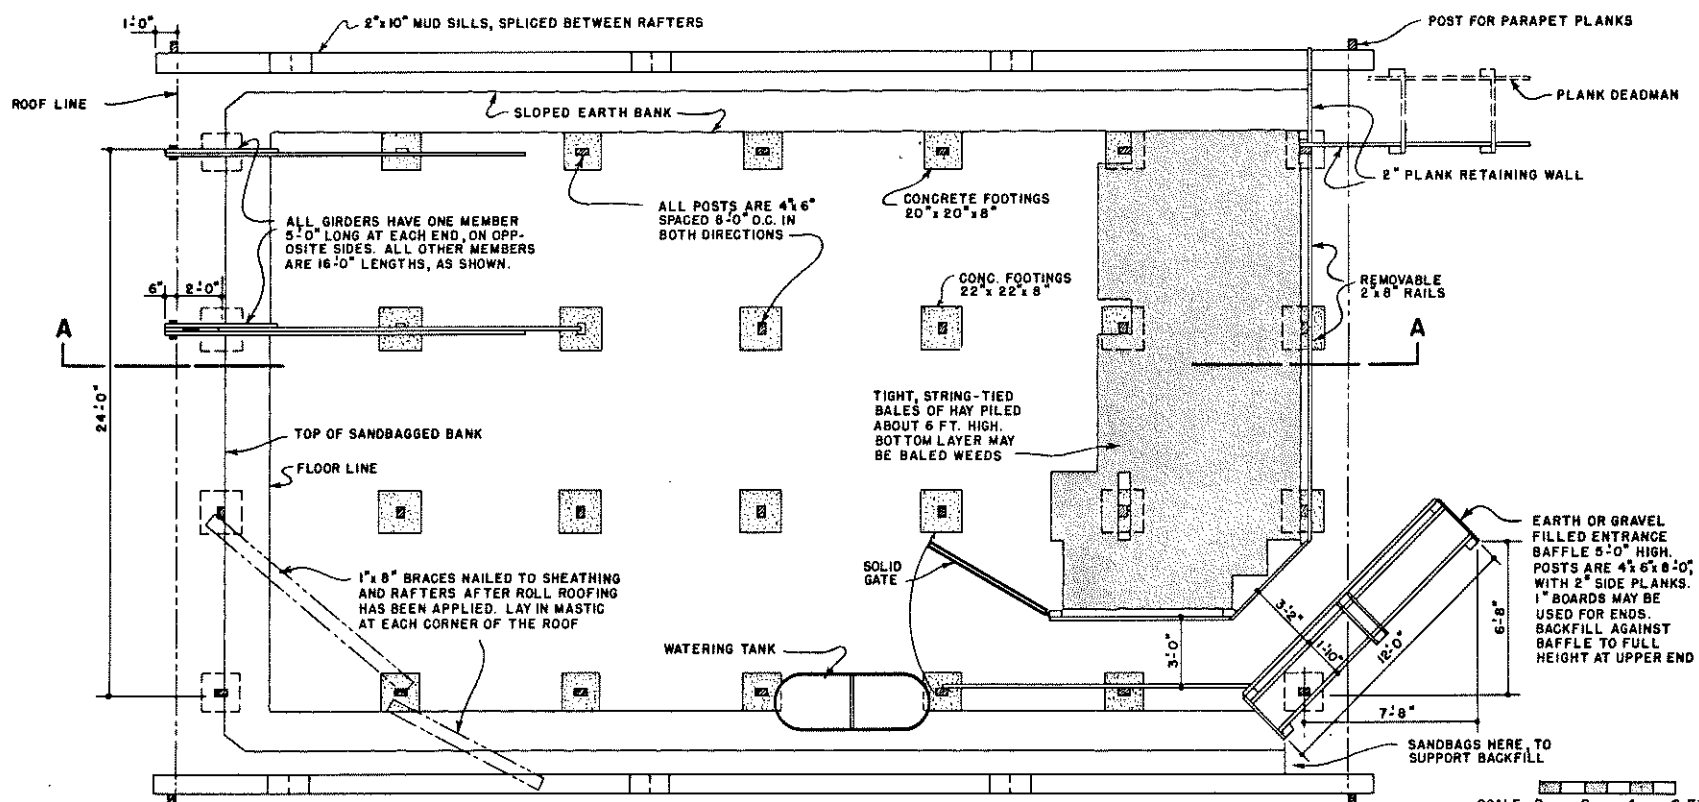 1'-0"
2"x10" MUD SILLS, SPLICED BETWEEN RAFTERS
POST FOR PARAPET PLANKS
ROOF LINE
SLOPED EARTH BANK
PLANK DEADMAN
2" PLANK RETAINING WALL
ALL GIRDERS HAVE ONE MEMBER
5'-0" LONG AT EACH END, ON OPP-
OSITE SIDES. ALL OTHER MEMBERS
ARE 16'-0" LENGTHS, AS SHOWN.
ALL POSTS ARE 4"x6"
SPACED 8'-0" O.C. IN
BOTH DIRECTIONS
CONCRETE FOOTINGS
20"x 20"x 8"
CONC. FOOTINGS
22"x 22"x 8"
REMOVABLE
2"x8" RAILS
6"
2'-0"
A
A
24'-0"
TOP OF SANDBAGGED BANK
FLOOR LINE
TIGHT, STRING-TIED
BALES OF HAY PILED
ABOUT 6 FT. HIGH.
BOTTOM LAYER MAY
BE BALED WEEDS
1"x 8" BRACES NAILED TO SHEATHING
AND RAFTERS AFTER ROLL ROOFING
HAS BEEN APPLIED. LAY IN MASTIC
AT EACH CORNER OF THE ROOF
SOLID
GATE
WATERING TANK
EARTH OR GRAVEL
FILLED ENTRANCE
BAFFLE 5'-0" HIGH.
POSTS ARE 4"x 6"x 8'-0",
WITH 2" SIDE PLANKS.
1" BOARDS MAY BE
USED FOR ENDS.
BACKFILL AGAINST
BAFFLE TO FULL
HEIGHT AT UPPER END
3'-0"
3'-2"
1'-10"
12'-0"
6'-8"
7'-8"
SANDBAGS HERE, TO
SUPPORT BACKFILL